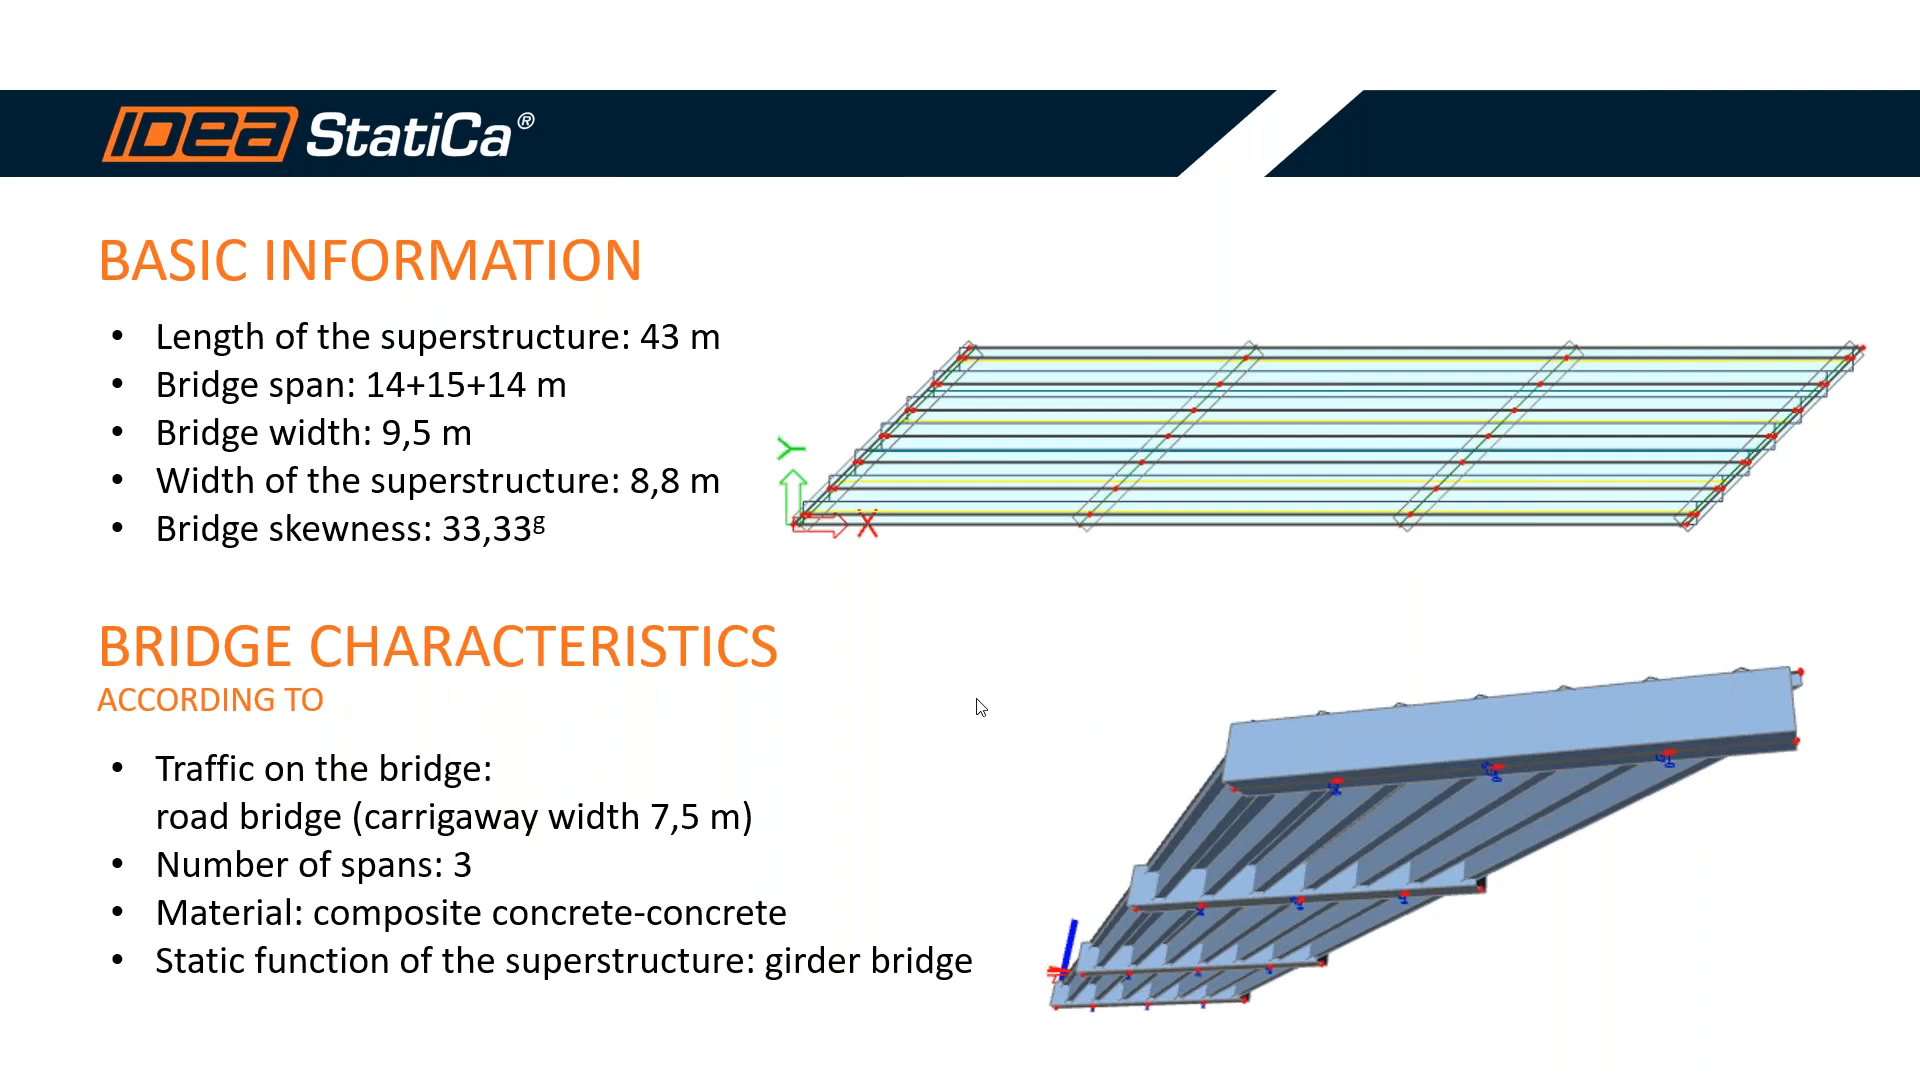 IDEA StatiCa®
BASIC INFORMATION
• Length of the superstructure: 43 m
• Bridge span: 14+15+14 m
• Bridge width: 9,5 m
• Width of the superstructure: 8,8 m
• Bridge skewness: 33,33ᵍ
Y
X
BRIDGE CHARACTERISTICS
ACCORDING TO
• Traffic on the bridge:
road bridge (carrigaway width 7,5 m)
• Number of spans: 3
• Material: composite concrete-concrete
• Static function of the superstructure: girder bridge